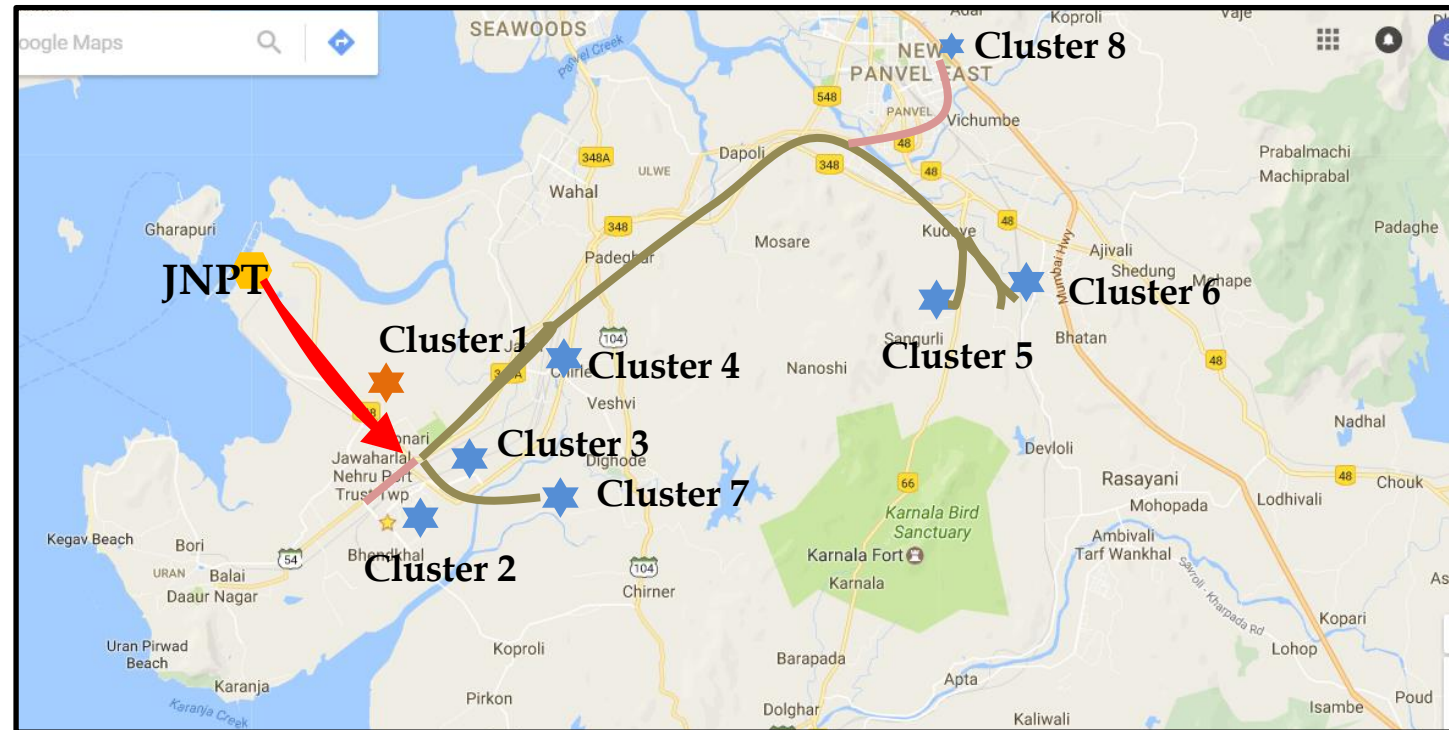 oogle Maps
SEAWOODS
Koproli
Vaje
NEW
PANVEL EAST
Cluster 8
Panvel Creek
548
PANVEL
Vichumbe
48
348A
Dapoli
348
ULWE
48
Prabalmachi
Machiprabal
Wahal
Gharapuri
348
48
Padaghe
Mosare
Ajivali
Mumbai Hwy
Shedung
Mohape
JNPT
Cluster 6
Cluster 1
104
Sangurli
Bhatan
Cluster 5
48
Cluster 4
Nanoshi
Veshvi
Nadhal
Cluster 3
Jawaharlal
Nehru Port
Trust Twp
Dighode
Devloli
Cluster 7
66
Rasayani
48
Chouk
Mohopada
Lodhivali
Karnala Bird
Sanctuary
Kegav Beach
Bori
54
Bhendkhal
Cluster 2
Ambivali
Tarf Wankhal
Karnala Fort
URAN
Balai
104
Karnala
Daaur Nagar
Chirner
Savroli - Kharpada Rd
Kopari
Uran Pirwad
Beach
Koproli
Lohop
Barapada
Karanja
Apta
Pirkon
Poud
Karanja Creek
Dolghar
Isambe
Kaliwali